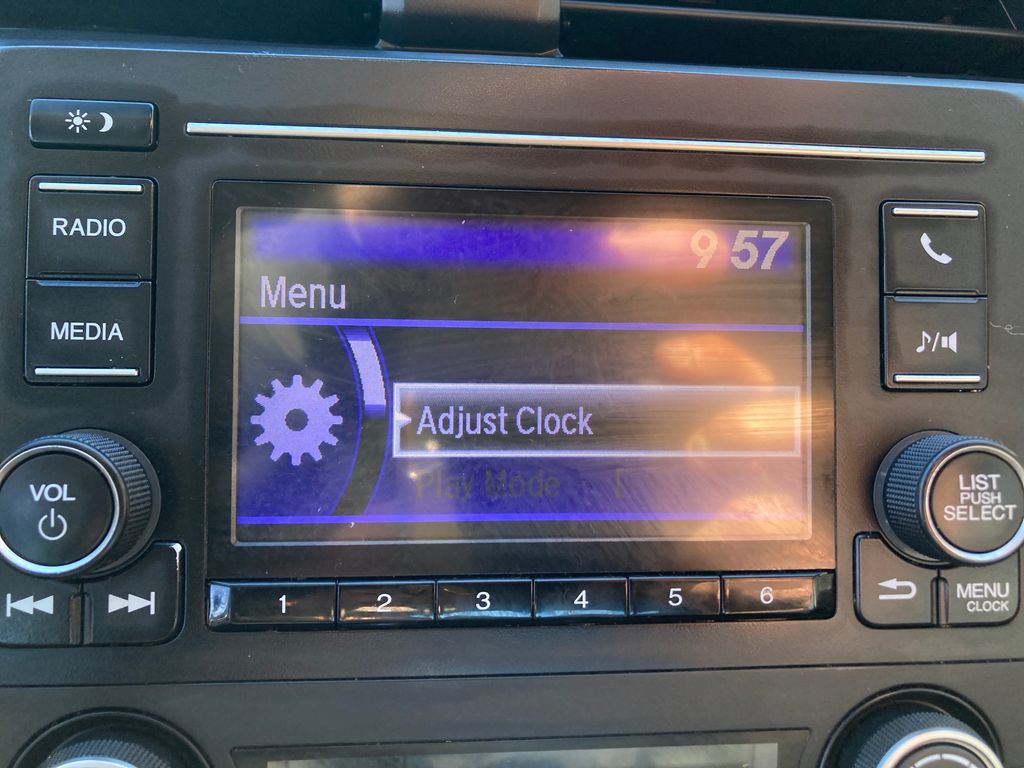 RADIO
MEDIA
9 57
Menu
Adjust Clock
Play Mode [
VOL
LIST
PUSH
SELECT
MENU
CLOCK
1 2 3 4 5 6